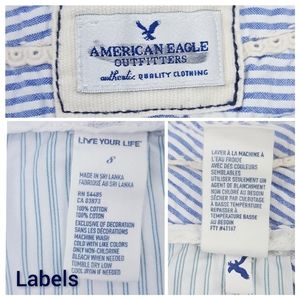 AMERICAN EAGLE
OUTFITTERS
authentic QUALITY CLOTHING
LIVE YOUR LIFE
S
MADE IN SRI LANKA
FABRIQUÉ AU SRI LANKA
RN 54485
CA 03873
100% COTTON
100% COTON
EXCLUSIVE OF DECORATION
SANS LES DÉCORATIONS
MACHINE WASH
COLD WITH LIKE COLORS
ONLY NON-CHLORINE
BLEACH WHEN NEEDED
TUMBLE DRY LOW
COOL IRON IF NEEDED
LAVER À LA MACHINE À
L'EAU FROIDE
AVEC DES COULEURS
SEMBLABLES
UTILISER SEULEMENT UN
AGENT DE BLANCHIMENT
NON CHLORÉ AU BESOIN
SÉCHER PAR CULBUTAGE
À BASSE TEMPÉRATURE
REPASSER À
TEMPÉRATURE BASSE
AU BESOIN
FTY #43167
Labels